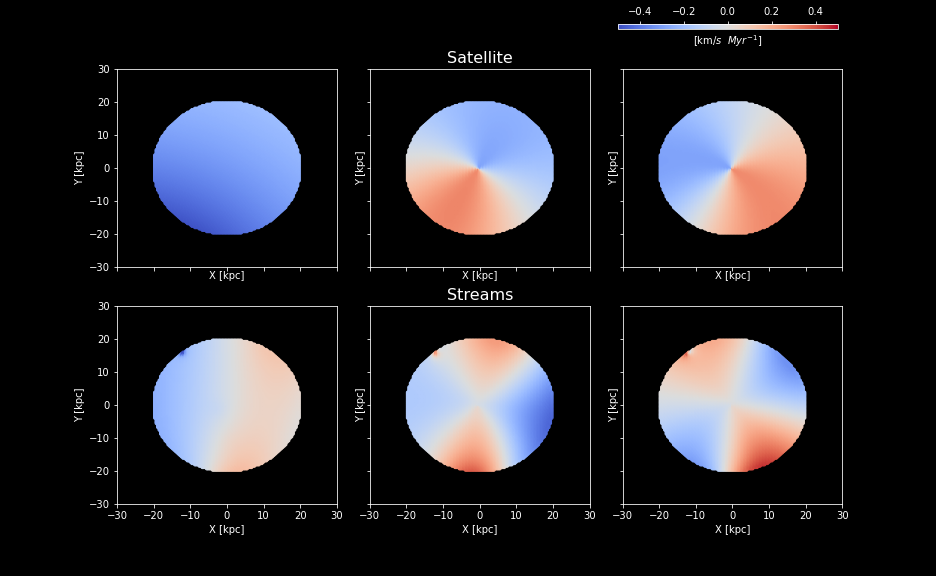 −0.4 −0.2 0.0 0.2 0.4
[km/s Myr⁻¹]
Satellite
30
20
10
0
−10
−20
−30
Y [kpc]
Y [kpc]
Y [kpc]
X [kpc]
X [kpc]
X [kpc]
Streams
30
20
10
0
−10
−20
−30
Y [kpc]
Y [kpc]
Y [kpc]
−30 −20 −10 0 10 20 30
−30 −20 −10 0 10 20 30
−30 −20 −10 0 10 20 30
X [kpc]
X [kpc]
X [kpc]